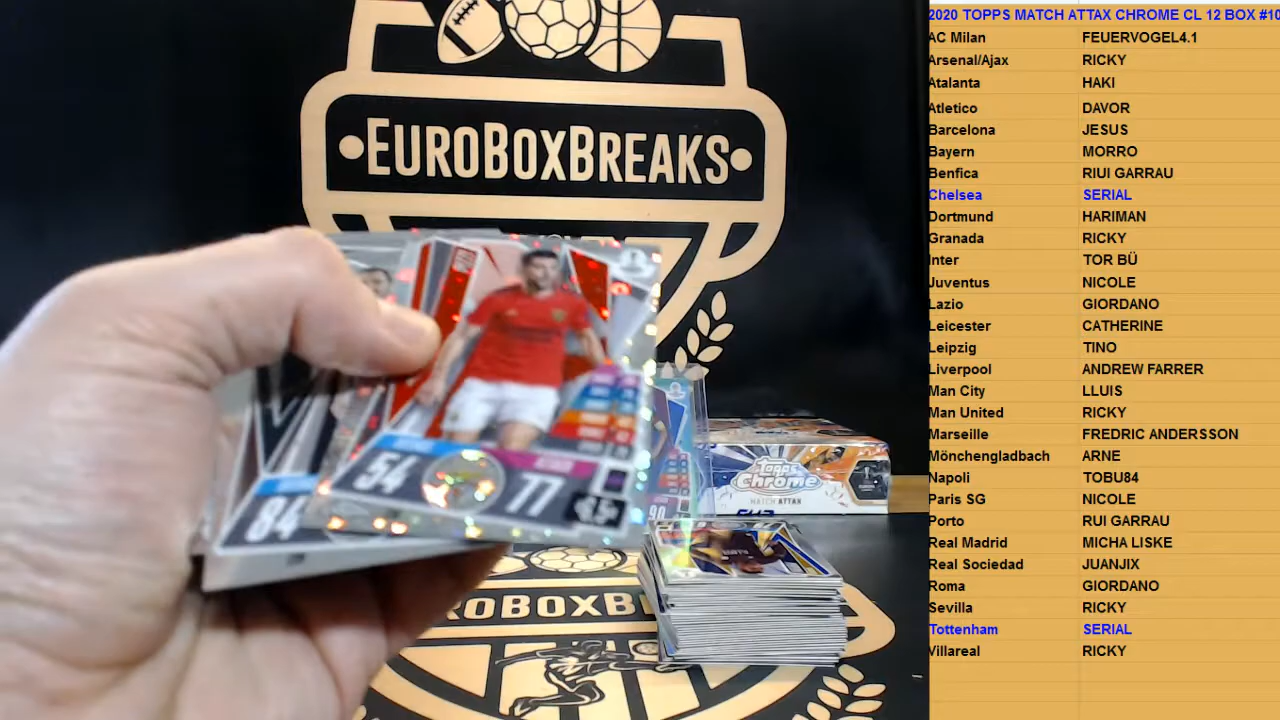 EUROBOXBREAKS
54
77
84
90
Topps
Chrome
MATCH ATTAX
ROBOXB
2020 TOPPS MATCH ATTAX CHROME CL 12 BOX #10
AC Milan FEUERVOGEL4.1
Arsenal/Ajax RICKY
Atalanta HAKI
Atletico DAVOR
Barcelona JESUS
Bayern MORRO
Benfica RIUI GARRAU
Chelsea SERIAL
Dortmund HARIMAN
Granada RICKY
Inter TOR BÜ
Juventus NICOLE
Lazio GIORDANO
Leicester CATHERINE
Leipzig TINO
Liverpool ANDREW FARRER
Man City LLUIS
Man United RICKY
Marseille FREDRIC ANDERSSON
Mönchengladbach ARNE
Napoli TOBU84
Paris SG NICOLE
Porto RUI GARRAU
Real Madrid MICHA LISKE
Real Sociedad JUANJIX
Roma GIORDANO
Sevilla RICKY
Tottenham SERIAL
Villareal RICKY